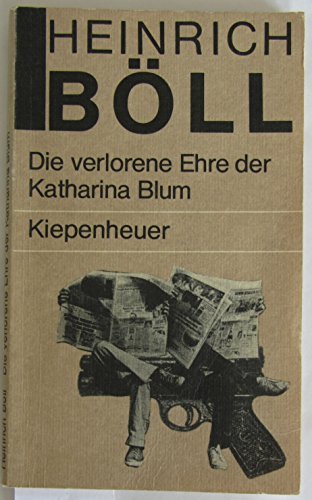 HEINRICH
BÖLL
Die verlorene Ehre der
Katharina Blum
Kiepenheuer
Heinrich Böll Die verlorene Ehre der Katharina Blum